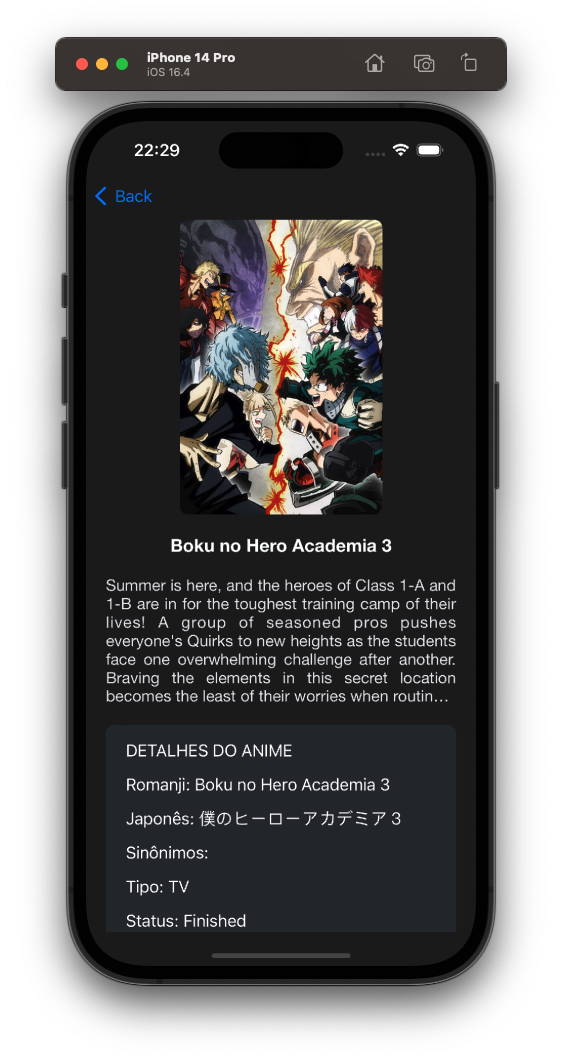 iPhone 14 Pro
iOS 16.4
22:29
Back
Boku no Hero Academia 3
Summer is here, and the heroes of Class 1-A and
1-B are in for the toughest training camp of their
lives! A group of seasoned pros pushes
everyone's Quirks to new heights as the students
face one overwhelming challenge after another.
Braving the elements in this secret location
becomes the least of their worries when routin…
DETALHES DO ANIME
Romanji: Boku no Hero Academia 3
Japonês: 僕のヒーローアカデミア 3
Sinônimos:
Tipo: TV
Status: Finished